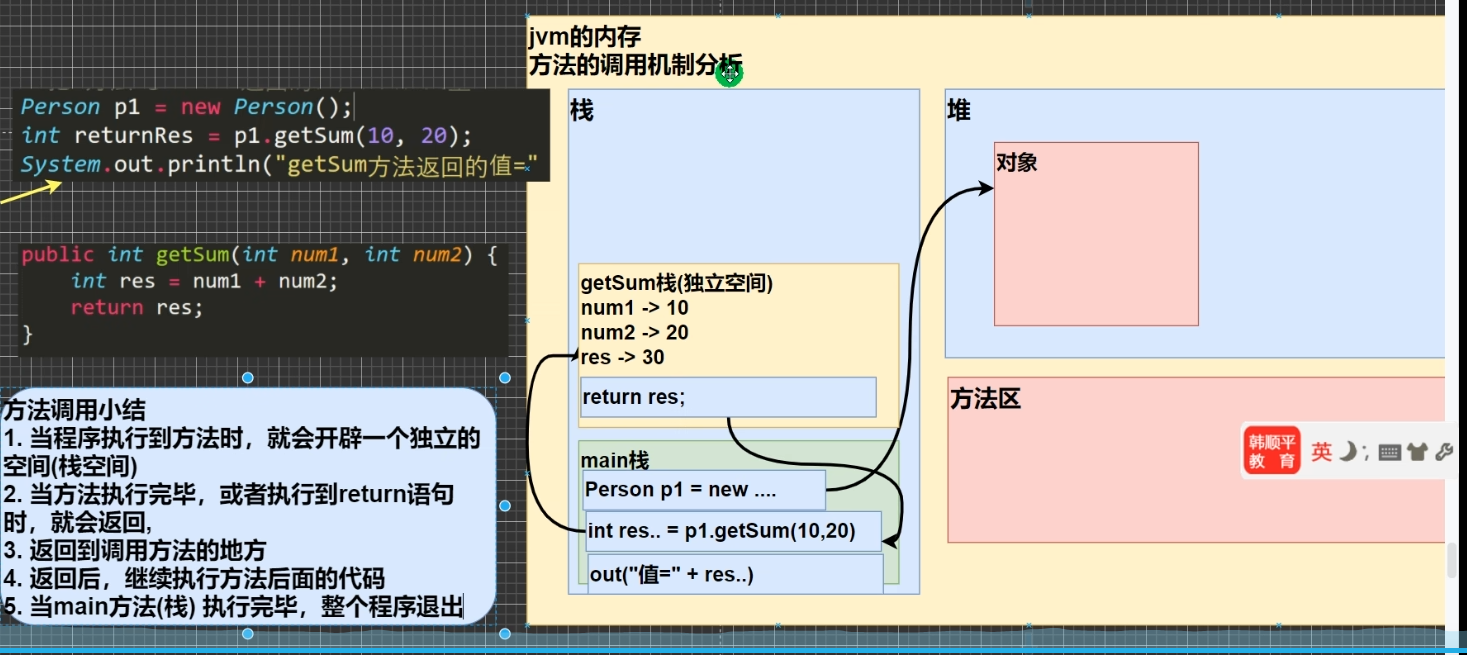 jvm的内存
方法的调用机制分析
Person p1 = new Person();
int returnRes = p1.getSum(10, 20);
System.out.println("getSum方法返回的值="
public int getSum(int num1, int num2) {
int res = num1 + num2;
return res;
}
方法调用小结
1. 当程序执行到方法时，就会开辟一个独立的
空间(栈空间)
2. 当方法执行完毕，或者执行到return语句
时，就会返回,
3. 返回到调用方法的地方
4. 返回后，继续执行方法后面的代码
5. 当main方法(栈) 执行完毕，整个程序退出
栈
getSum栈(独立空间)
num1 -> 10
num2 -> 20
res -> 30
return res;
main栈
Person p1 = new ....
int res.. = p1.getSum(10,20)
out("值=" + res..)
堆
对象
方法区
韩顺平
教 育
英